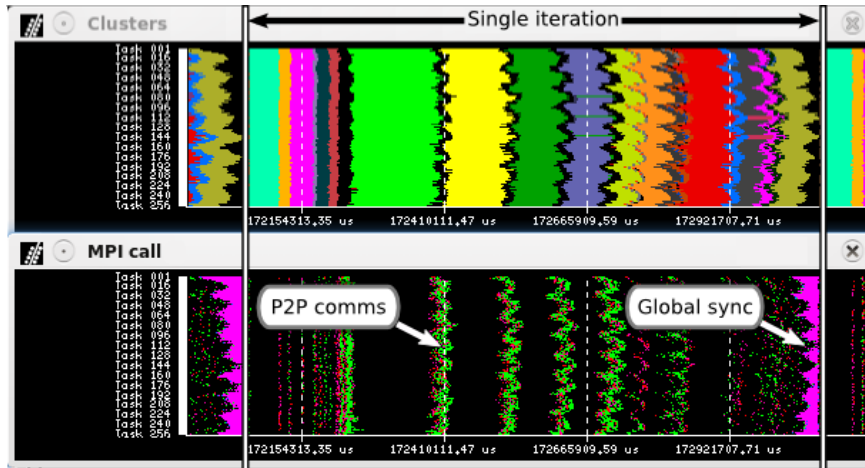 Clusters
Single iteration
Task 001
Task 016
Task 032
Task 048
Task 064
Task 080
Task 096
Task 112
Task 128
Task 144
Task 160
Task 176
Task 192
Task 208
Task 224
Task 240
Task 256
172154313,35 us 172410111,47 us 172665909,59 us 172921707,71 us
MPI call
Task 001
Task 016
Task 032
Task 048
Task 064
Task 080
Task 096
Task 112
Task 128
Task 144
Task 160
Task 176
Task 192
Task 208
Task 224
Task 240
Task 256
P2P comms
Global sync
172154313,35 us 172410111,47 us 172665909,59 us 172921707,71 us